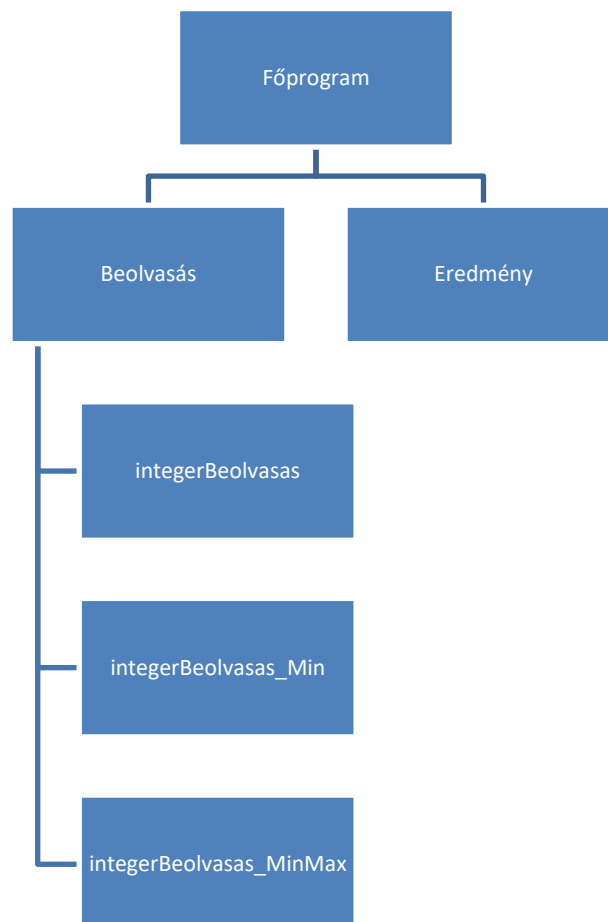 Főprogram
Beolvasás
Eredmény
integerBeolvasas
integerBeolvasas_Min
integerBeolvasas_MinMax